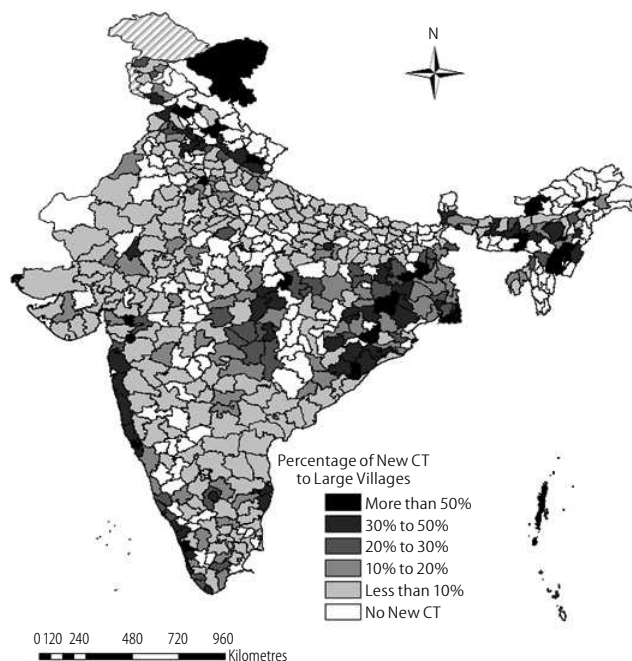 N
Percentage of New CT
to Large Villages
More than 50%
30% to 50%
20% to 30%
10% to 20%
Less than 10%
No New CT
0 120 240 480 720 960
Kilometres